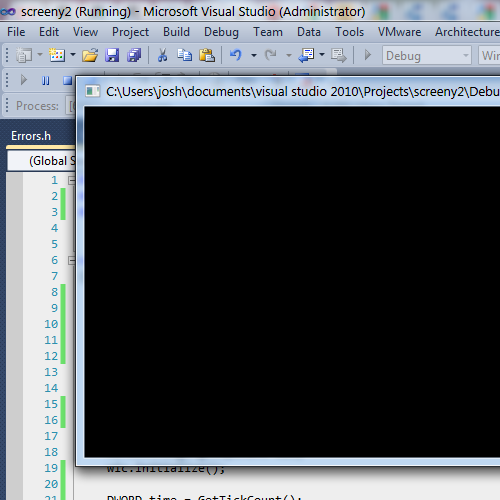 screeny2 (Running) - Microsoft Visual Studio (Administrator)
File Edit View Project Build Debug Team Data Tools VMware Architecture
Debug Win
Process:
C:\Users\josh\documents\visual studio 2010\Projects\screeny2\Debu
Errors.h
(Global S
1
2
3
4
5
6
7
8
9
10
11
12
13
14
15
16
17
18
19 wic.Initialize();
20
21 DWORD time = GetTickCount();